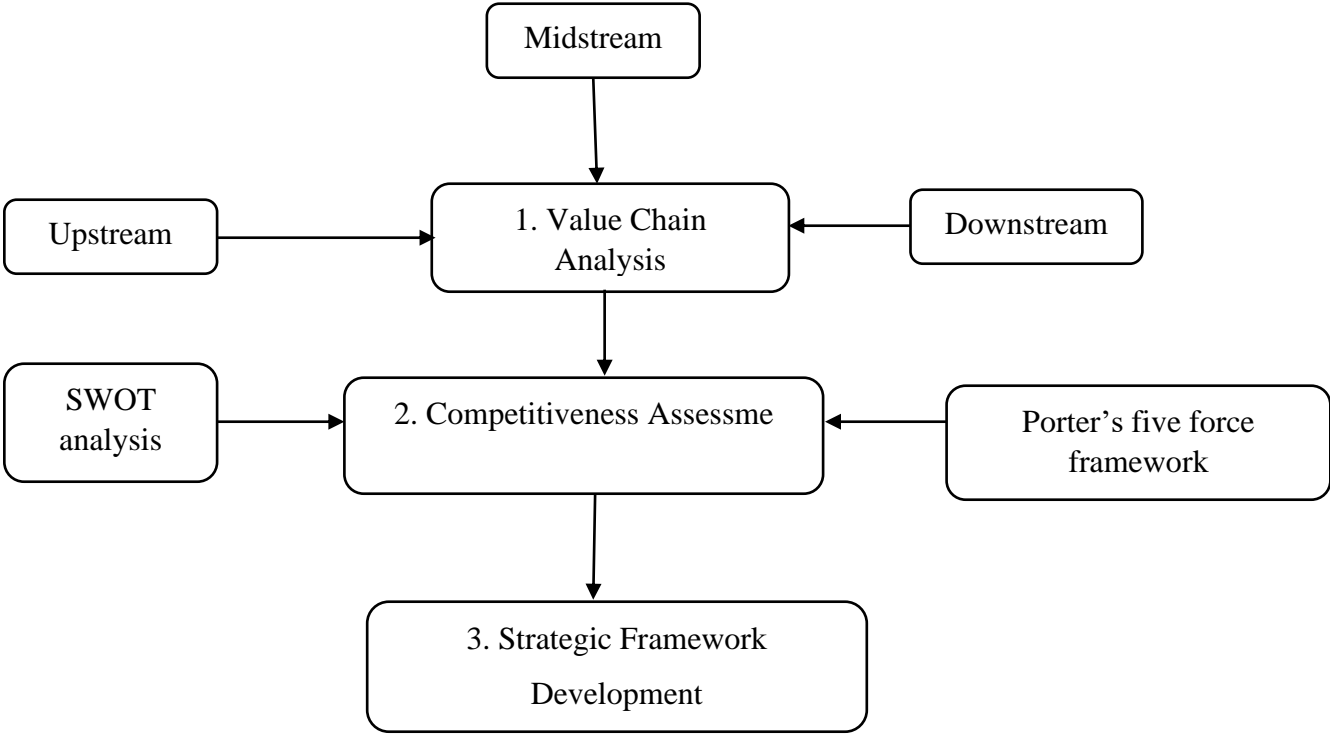 Midstream
Upstream
1. Value Chain
Analysis
Downstream
SWOT
analysis
2. Competitiveness Assessme
Porter’s five force
framework
3. Strategic Framework
Development